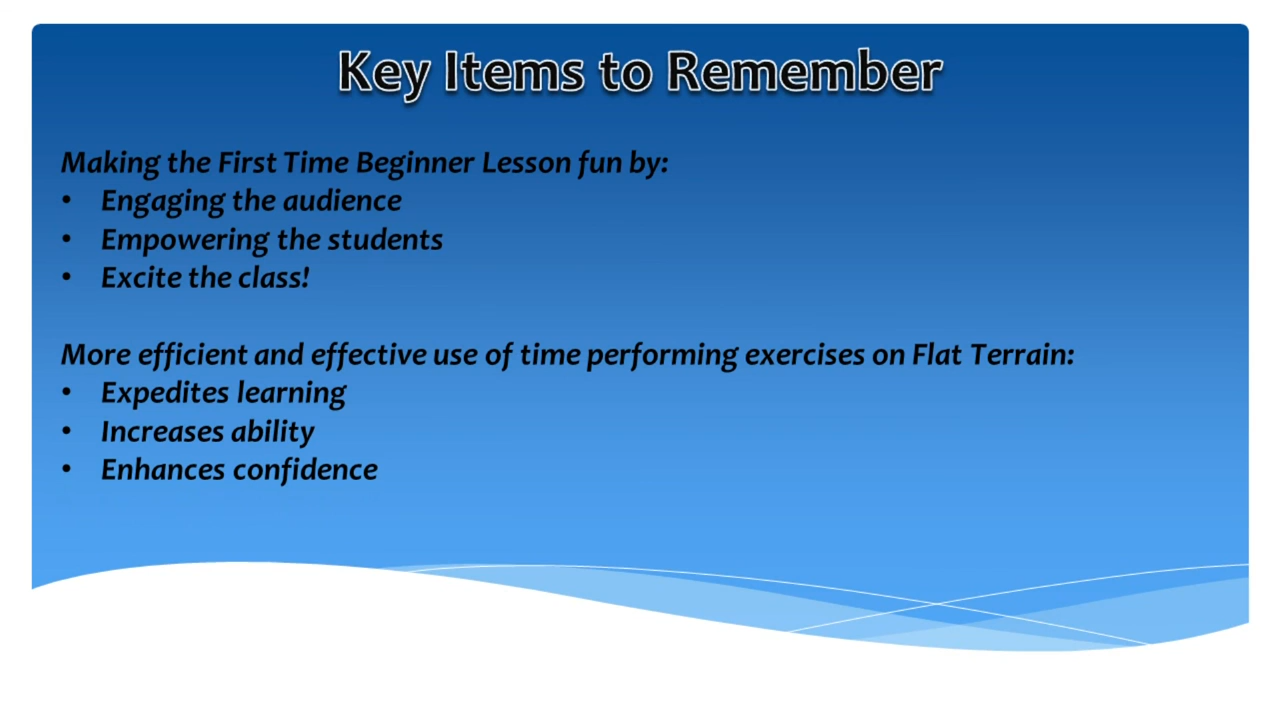 Key Items to Remember
Making the First Time Beginner Lesson fun by:
• Engaging the audience
• Empowering the students
• Excite the class!
More efficient and effective use of time performing exercises on Flat Terrain:
• Expedites learning
• Increases ability
• Enhances confidence